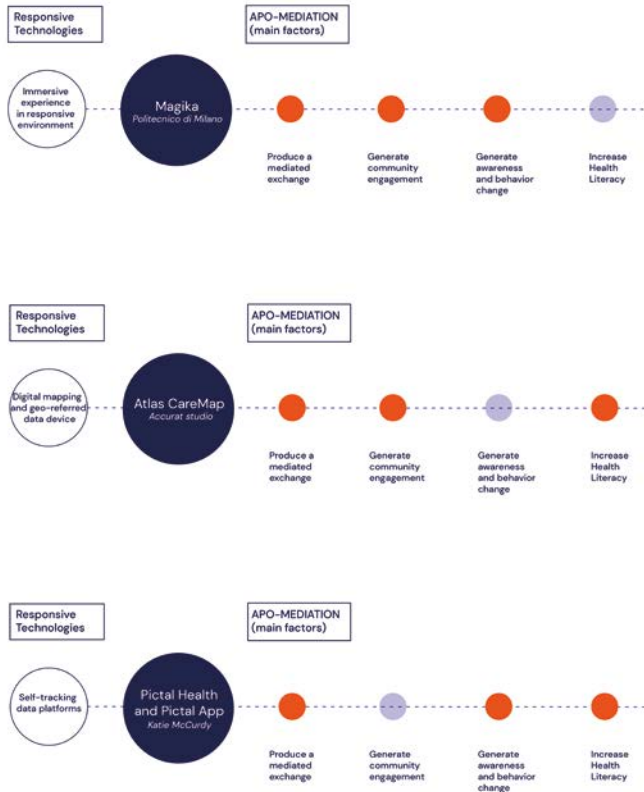 Responsive
Technologies
APO-MEDIATION
(main factors)
Immersive
experience
in responsive
environment
Magika
Politecnico di Milano
Produce a
mediated
exchange
Generate
community
engagement
Generate
awareness
and behavior
change
Increase
Health
Literacy
Responsive
Technologies
APO-MEDIATION
(main factors)
Digital mapping
and geo-referred
data device
Atlas CareMap
Accurat studio
Produce a
mediated
exchange
Generate
community
engagement
Generate
awareness
and behavior
change
Increase
Health
Literacy
Responsive
Technologies
APO-MEDIATION
(main factors)
Self-tracking
data platforms
Pictal Health
and Pictal App
Katie McCurdy
Produce a
mediated
exchange
Generate
community
engagement
Generate
awareness
and behavior
change
Increase
Health
Literacy